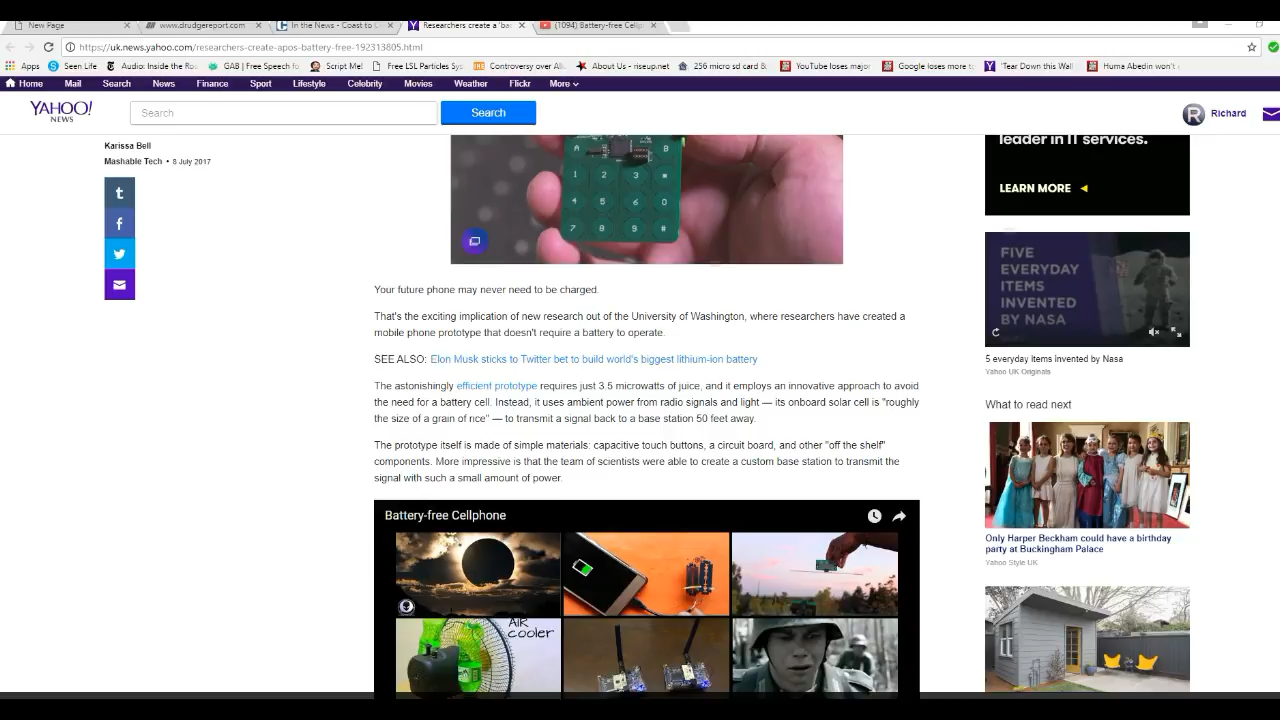 New Page
www.drudgereport.com
In the News - Coast to C
Researchers create a 'ba
(1094) Battery-free Cellp
https://uk.news.yahoo.com/researchers-create-apos-battery-free-192313805.html
Apps
Seen Life
Audio: Inside the Ro
GAB | Free Speech fo
Script Me!
Free LSL Particles Sys
Controversy over Al
About Us - riseup.net
256 micro sd card &
YouTube loses major
Google loses more t
'Tear Down this Wall
Huma Abedin won't
Home
Mail
Search
News
Finance
Sport
Lifestyle
Celebrity
Movies
Weather
Flickr
More
YAHOO!
NEWS
Search
Search
R
Richard
Karissa Bell
Mashable Tech • 8 July 2017
t
f
A B
1 2 3 *
4 5 6 0
7 8 9 #
leader in IT services.
LEARN MORE
FIVE
EVERYDAY
ITEMS
INVENTED
BY NASA
5 everyday items invented by Nasa
Yahoo UK Originals
What to read next
Only Harper Beckham could have a birthday
party at Buckingham Palace
Yahoo Style UK
Your future phone may never need to be charged.
That's the exciting implication of new research out of the University of Washington, where researchers have created a
mobile phone prototype that doesn't require a battery to operate.
SEE ALSO: Elon Musk sticks to Twitter bet to build world's biggest lithium-ion battery
The astonishingly efficient prototype requires just 3.5 microwatts of juice, and it employs an innovative approach to avoid
the need for a battery cell. Instead, it uses ambient power from radio signals and light — its onboard solar cell is "roughly
the size of a grain of rice" — to transmit a signal back to a base station 50 feet away.
The prototype itself is made of simple materials: capacitive touch buttons, a circuit board, and other "off the shelf"
components. More impressive is that the team of scientists were able to create a custom base station to transmit the
signal with such a small amount of power.
Battery-free Cellphone
AIR
cooler